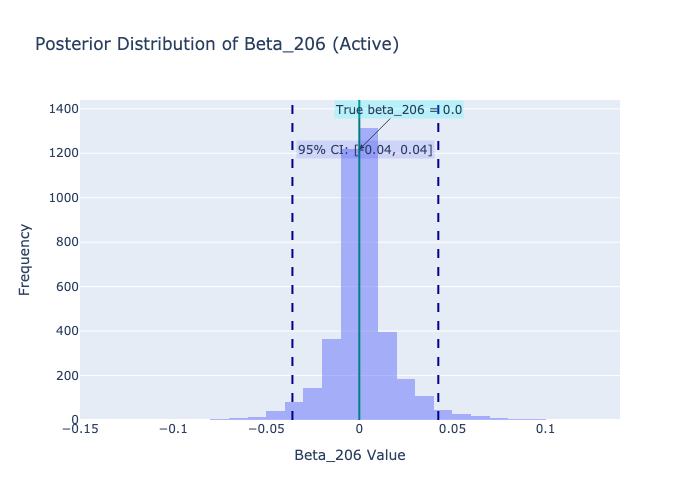 Posterior Distribution of Beta_206 (Active)
True beta_206 = 0.0
95% CI: [-0.04, 0.04]
1400
1200
1000
800
600
400
200
0
Frequency
−0.15
−0.1
−0.05
0
0.05
0.1
Beta_206 Value